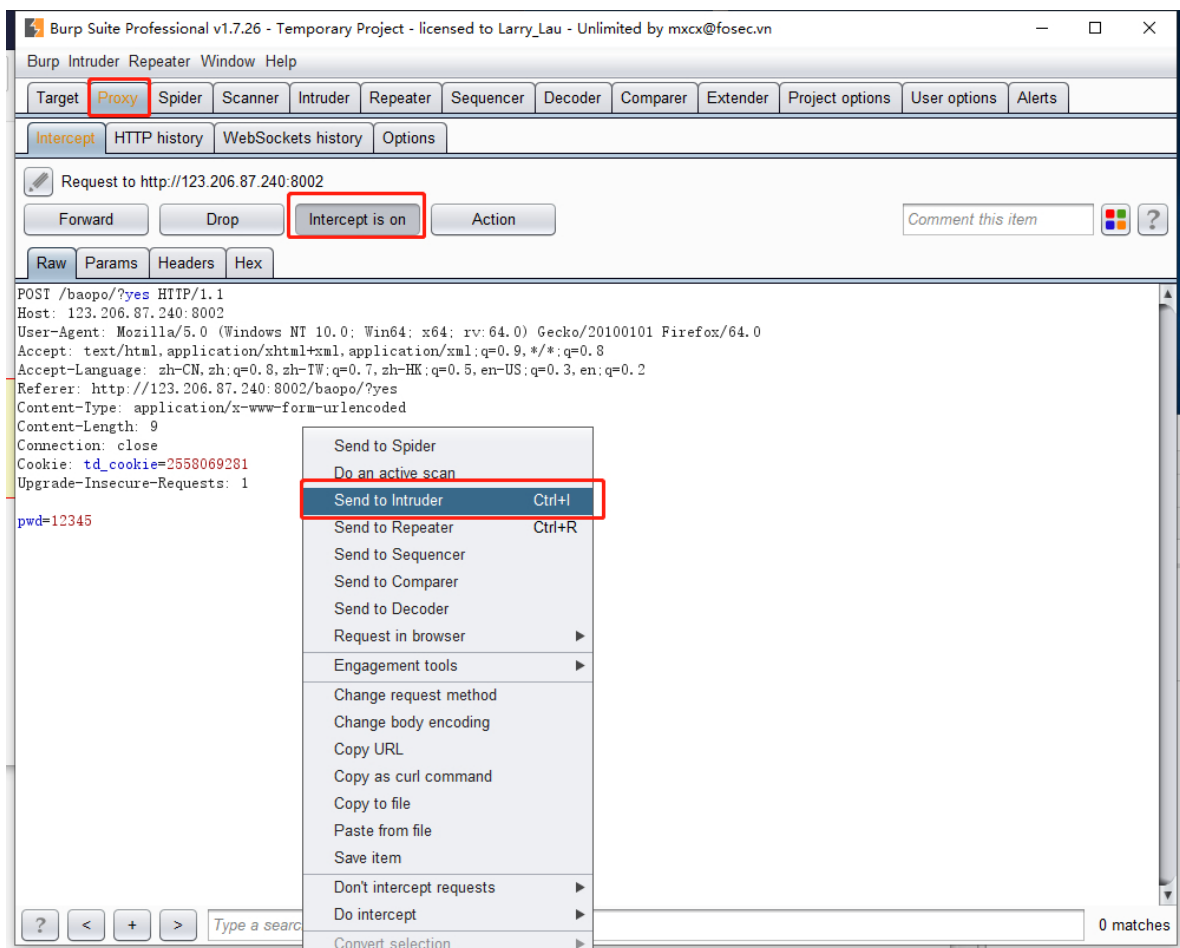 Burp Suite Professional v1.7.26 - Temporary Project - licensed to Larry_Lau - Unlimited by mxcx@fosec.vn
Burp Intruder Repeater Window Help
Target Proxy Spider Scanner Intruder Repeater Sequencer Decoder Comparer Extender Project options User options Alerts
Intercept HTTP history WebSockets history Options
Request to http://123.206.87.240:8002
Forward Drop Intercept is on Action Comment this item ?
Raw Params Headers Hex
POST /baopo/?yes HTTP/1.1
Host: 123.206.87.240:8002
User-Agent: Mozilla/5.0 (Windows NT 10.0; Win64; x64; rv:64.0) Gecko/20100101 Firefox/64.0
Accept: text/html,application/xhtml+xml,application/xml;q=0.9,*/*;q=0.8
Accept-Language: zh-CN,zh;q=0.8,zh-TW;q=0.7,zh-HK;q=0.5,en-US;q=0.3,en;q=0.2
Referer: http://123.206.87.240:8002/baopo/?yes
Content-Type: application/x-www-form-urlencoded
Content-Length: 9
Connection: close
Cookie: td_cookie=2558069281
Upgrade-Insecure-Requests: 1
pwd=12345
Send to Spider
Do an active scan
Send to Intruder Ctrl+I
Send to Repeater Ctrl+R
Send to Sequencer
Send to Comparer
Send to Decoder
Request in browser
Engagement tools
Change request method
Change body encoding
Copy URL
Copy as curl command
Copy to file
Paste from file
Save item
Don't intercept requests
Do intercept
Convert selection
? < + > Type a searc 0 matches